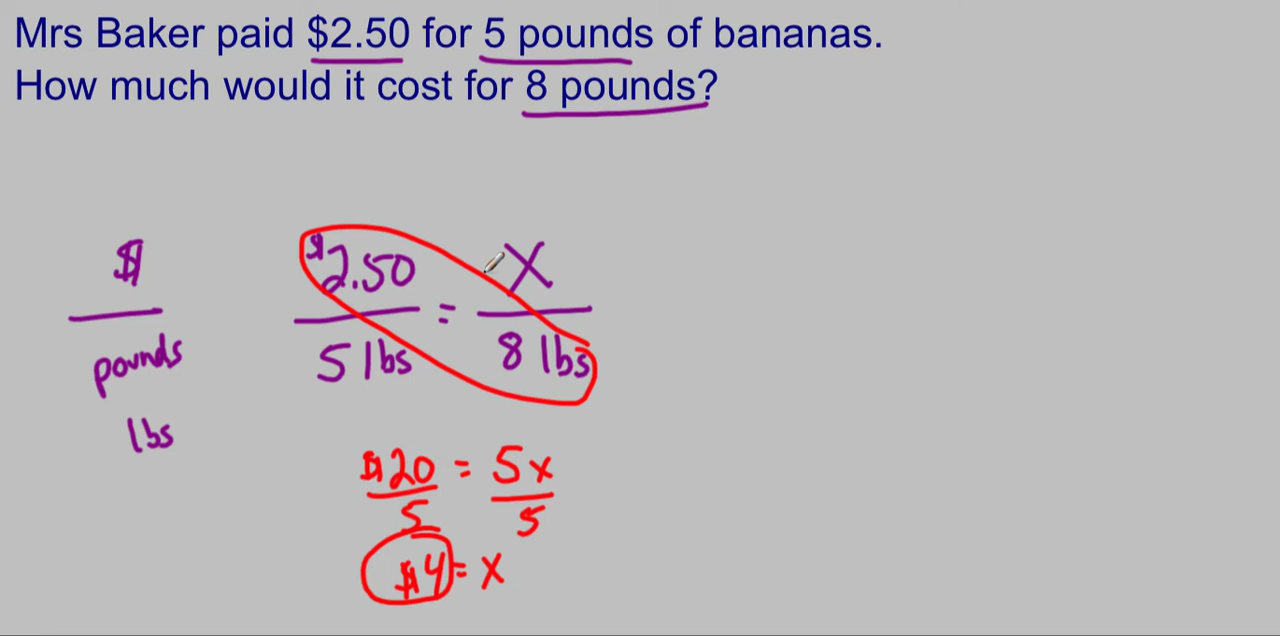 Mrs Baker paid $2.50 for 5 pounds of bananas.
How much would it cost for 8 pounds?
$ $2.50 = X
pounds 5 lbs 8 lbs
lbs
$20 = 5x
5 5
$4 = x